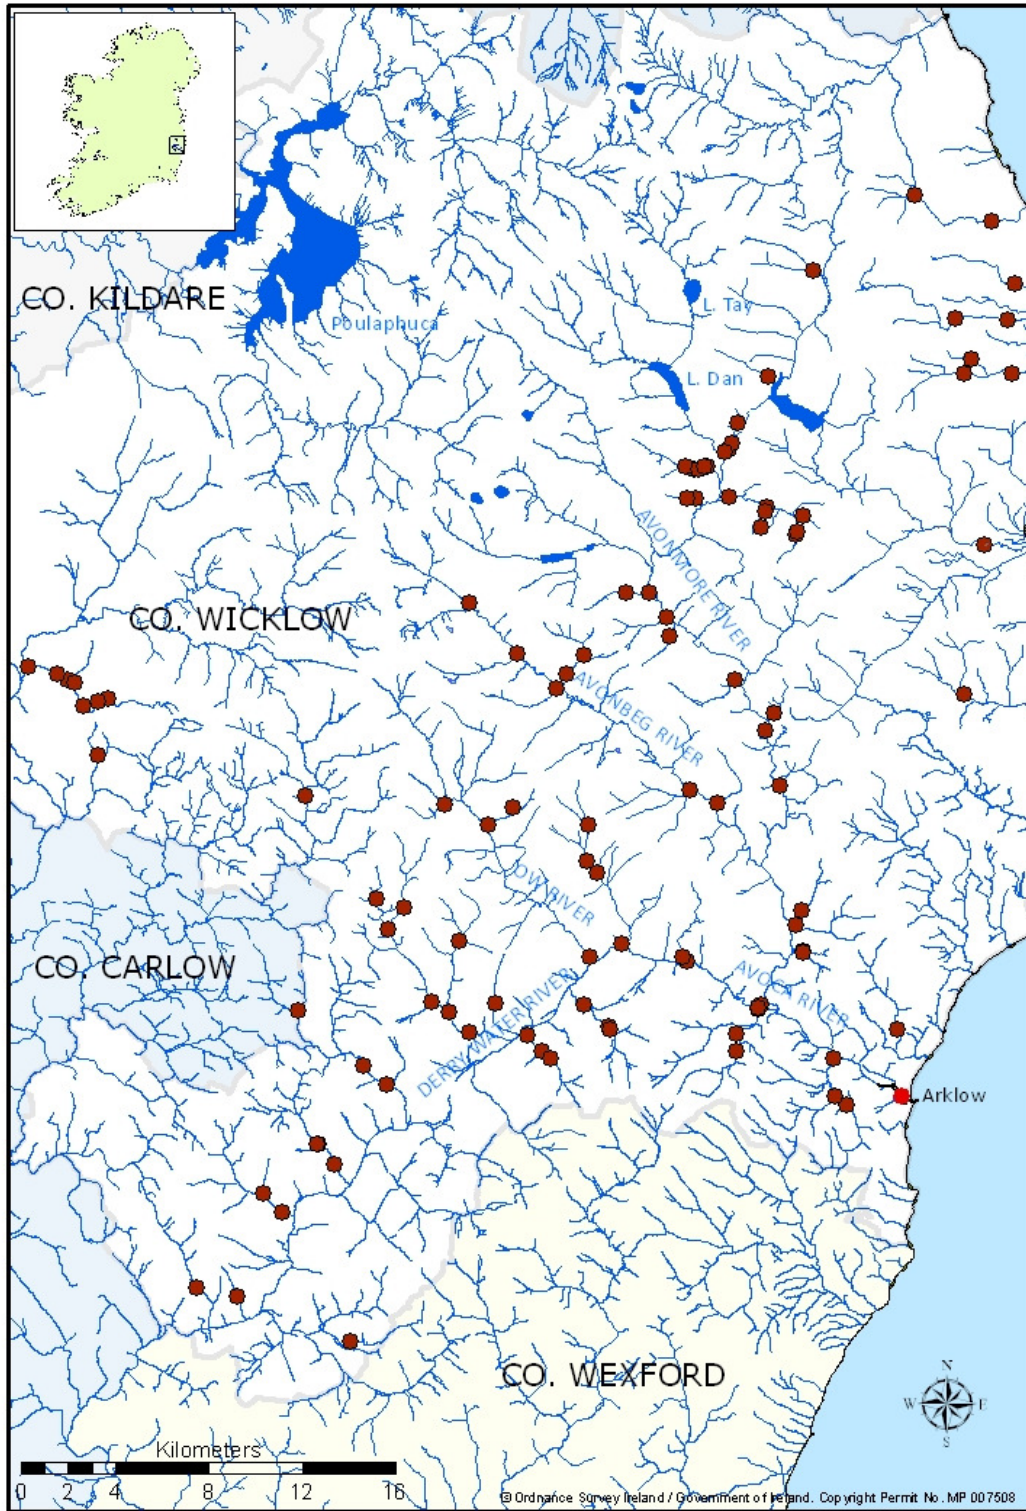 CO. KILDARE
Poulaphuca
L. Tay
L. Dan
AVONMORE RIVER
CO. WICKLOW
AVONBEG RIVER
OW RIVER
CO. CARLOW
AVOCA RIVER
DERRY WATER RIVER
Arklow
CO. WEXFORD
N
W E
S
Kilometers
0 2 4 8 12 16
© Ordnance Survey Ireland / Government of Ireland. Copyright Permit No. MP 007508